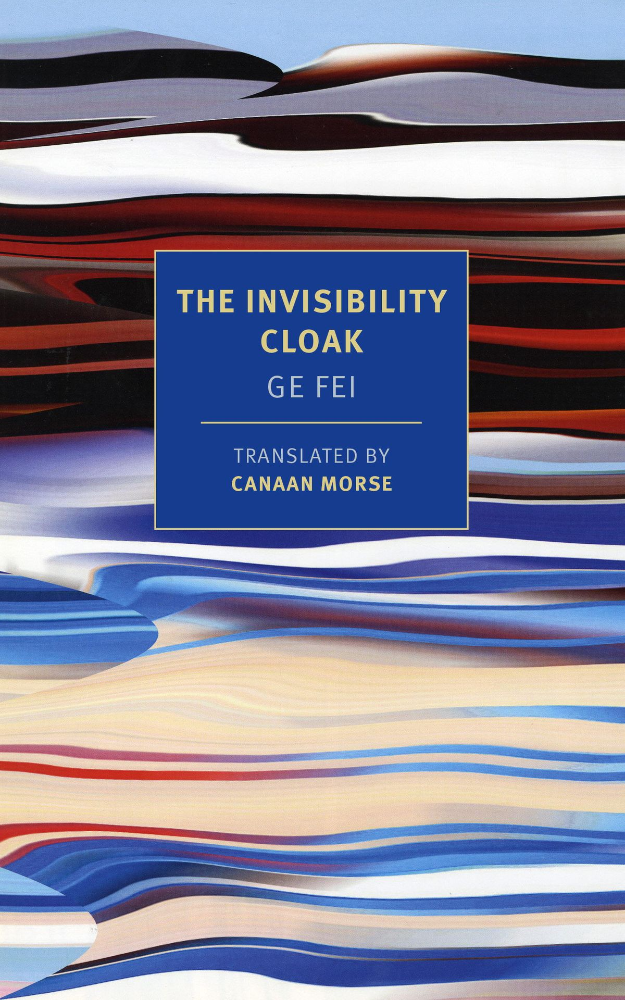 THE INVISIBILITY
CLOAK
GE FEI
TRANSLATED BY
CANAAN MORSE